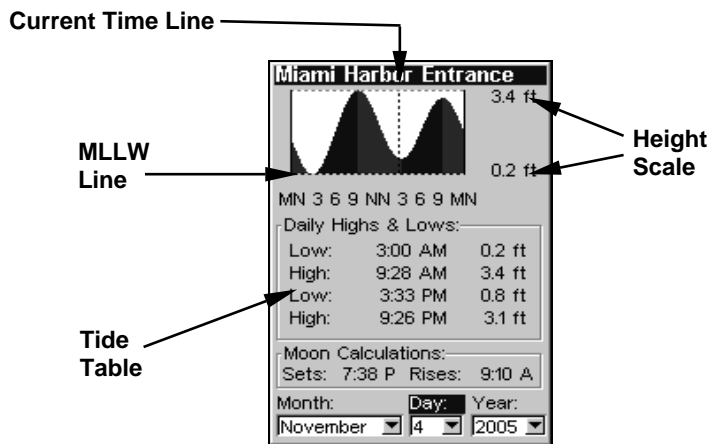 Current Time Line
Miami Harbor Entrance
3.4 ft
MLLW
Line
Height
Scale
0.2 ft
MN 3 6 9 NN 3 6 9 MN
Daily Highs & Lows:
Low: 3:00 AM 0.2 ft
High: 9:28 AM 3.4 ft
Low: 3:33 PM 0.8 ft
High: 9:26 PM 3.1 ft
Tide
Table
Moon Calculations:
Sets: 7:38 P Rises: 9:10 A
Month: Day: Year:
November 4 2005